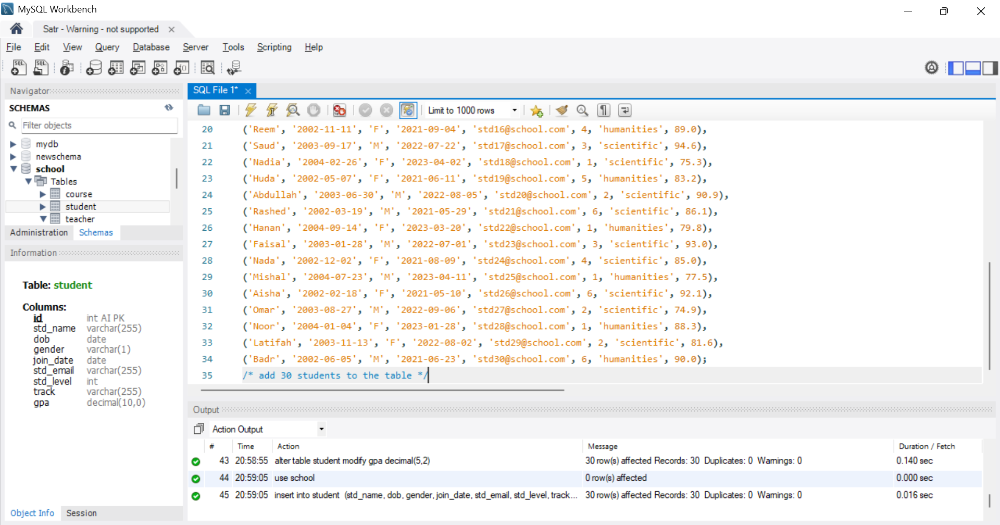 MySQL Workbench
Satr - Warning - not supported
File Edit View Query Database Server Tools Scripting Help
Navigator
SCHEMAS
Filter objects
mydb
newschema
school
Tables
course
student
teacher
Administration Schemas
Information
Table: student
Columns:
id int AI PK
std_name varchar(255)
dob date
gender varchar(1)
join_date date
std_email varchar(255)
std_level int
track varchar(255)
gpa decimal(10,0)
Object Info Session
SQL File 1*
Limit to 1000 rows
20 ('Reem', '2002-11-11', 'F', '2021-09-04', 'std16@school.com', 4, 'humanities', 89.0),
21 ('Saud', '2003-09-17', 'M', '2022-07-22', 'std17@school.com', 3, 'scientific', 94.6),
22 ('Nadia', '2004-02-26', 'F', '2023-04-02', 'std18@school.com', 1, 'scientific', 75.3),
23 ('Huda', '2002-05-07', 'F', '2021-06-11', 'std19@school.com', 5, 'humanities', 83.2),
24 ('Abdullah', '2003-06-30', 'M', '2022-08-05', 'std20@school.com', 2, 'scientific', 90.9),
25 ('Rashed', '2002-03-19', 'M', '2021-05-29', 'std21@school.com', 6, 'scientific', 86.1),
26 ('Hanan', '2004-09-14', 'F', '2023-03-20', 'std22@school.com', 1, 'humanities', 79.8),
27 ('Faisal', '2003-01-28', 'M', '2022-07-01', 'std23@school.com', 3, 'scientific', 93.0),
28 ('Nada', '2002-12-02', 'F', '2021-08-09', 'std24@school.com', 4, 'scientific', 85.0),
29 ('Mishal', '2004-07-23', 'M', '2023-04-11', 'std25@school.com', 1, 'humanities', 77.5),
30 ('Aisha', '2002-02-18', 'F', '2021-05-10', 'std26@school.com', 6, 'scientific', 92.1),
31 ('Omar', '2003-08-27', 'M', '2022-09-06', 'std27@school.com', 2, 'scientific', 74.9),
32 ('Noor', '2004-01-04', 'F', '2023-01-28', 'std28@school.com', 1, 'humanities', 88.3),
33 ('Latifah', '2003-11-13', 'F', '2022-08-02', 'std29@school.com', 2, 'scientific', 81.6),
34 ('Badr', '2002-06-05', 'M', '2021-06-23', 'std30@school.com', 6, 'humanities', 90.0);
35 /* add 30 students to the table */
Output
Action Output
# Time Action Message Duration / Fetch
43 20:58:55 alter table student modify gpa decimal(5,2) 30 row(s) affected Records: 30 Duplicates: 0 Warnings: 0 0.140 sec
44 20:59:05 use school 0 row(s) affected 0.000 sec
45 20:59:05 insert into student (std_name, dob, gender, join_date, std_email, std_level, track... 30 row(s) affected Records: 30 Duplicates: 0 Warnings: 0 0.016 sec